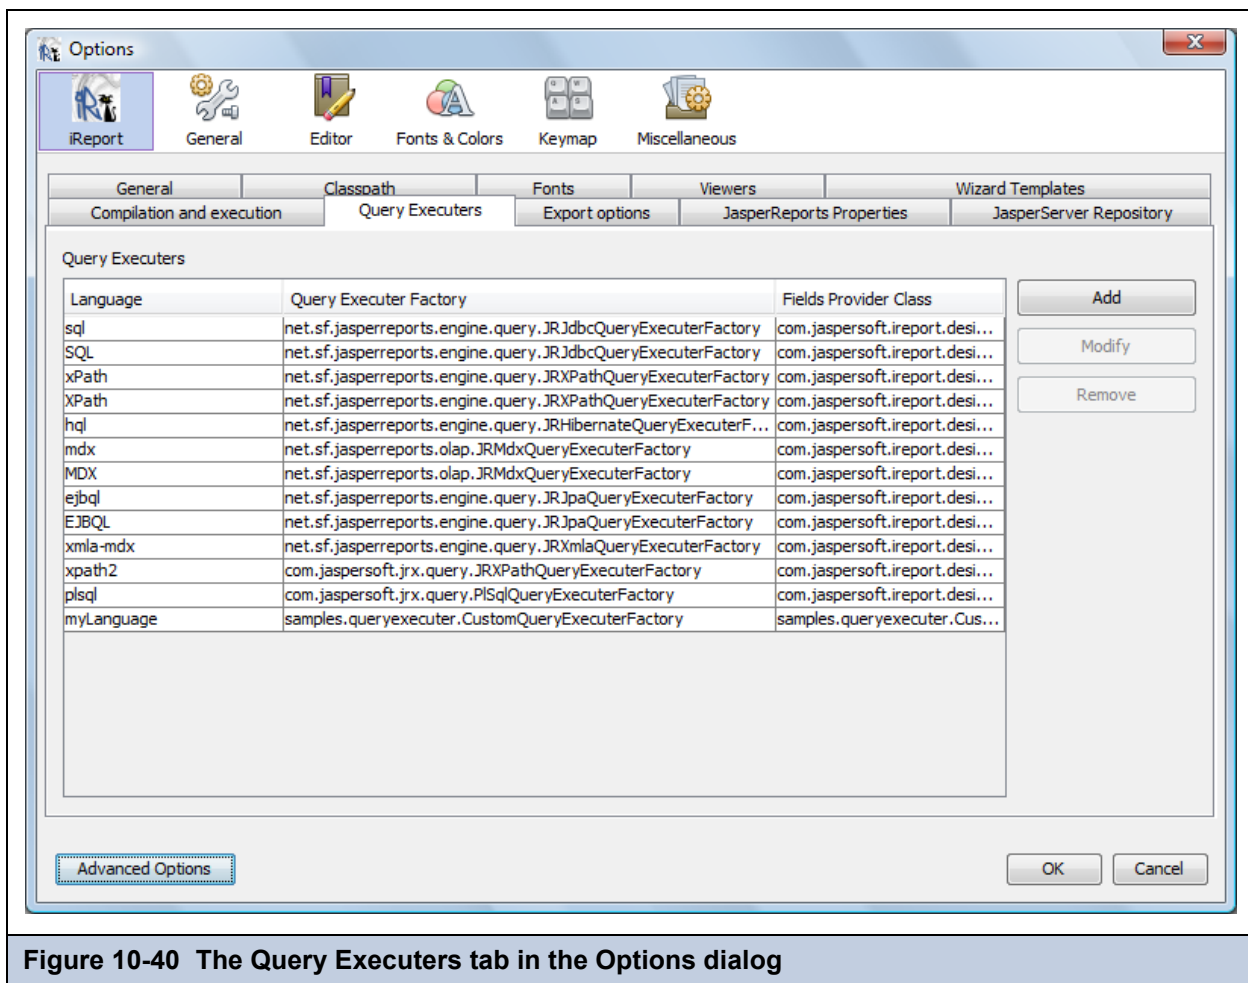 Options
iReport General Editor Fonts & Colors Keymap Miscellaneous
General Classpath Fonts Viewers Wizard Templates
Compilation and execution Query Executers Export options JasperReports Properties JasperServer Repository
Query Executers
Language Query Executer Factory Fields Provider Class Add
sql net.sf.jasperreports.engine.query.JRJdbcQueryExecuterFactory com.jaspersoft.ireport.desi...
SQL net.sf.jasperreports.engine.query.JRJdbcQueryExecuterFactory com.jaspersoft.ireport.desi... Modify
xPath net.sf.jasperreports.engine.query.JRXPathQueryExecuterFactory com.jaspersoft.ireport.desi...
XPath net.sf.jasperreports.engine.query.JRXPathQueryExecuterFactory com.jaspersoft.ireport.desi... Remove
hql net.sf.jasperreports.engine.query.JRHibernateQueryExecuterF... com.jaspersoft.ireport.desi...
mdx net.sf.jasperreports.olap.JRMdxQueryExecuterFactory com.jaspersoft.ireport.desi...
MDX net.sf.jasperreports.olap.JRMdxQueryExecuterFactory com.jaspersoft.ireport.desi...
ejbql net.sf.jasperreports.engine.query.JRJpaQueryExecuterFactory com.jaspersoft.ireport.desi...
EJBQL net.sf.jasperreports.engine.query.JRJpaQueryExecuterFactory com.jaspersoft.ireport.desi...
xmla-mdx net.sf.jasperreports.engine.query.JRXmlaQueryExecuterFactory com.jaspersoft.ireport.desi...
xpath2 com.jaspersoft.jrx.query.JRXPathQueryExecuterFactory com.jaspersoft.ireport.desi...
plsql com.jaspersoft.jrx.query.PlSqlQueryExecuterFactory com.jaspersoft.ireport.desi...
myLanguage samples.queryexecuter.CustomQueryExecuterFactory samples.queryexecuter.Cus...
Advanced Options OK Cancel
Figure 10-40 The Query Executers tab in the Options dialog